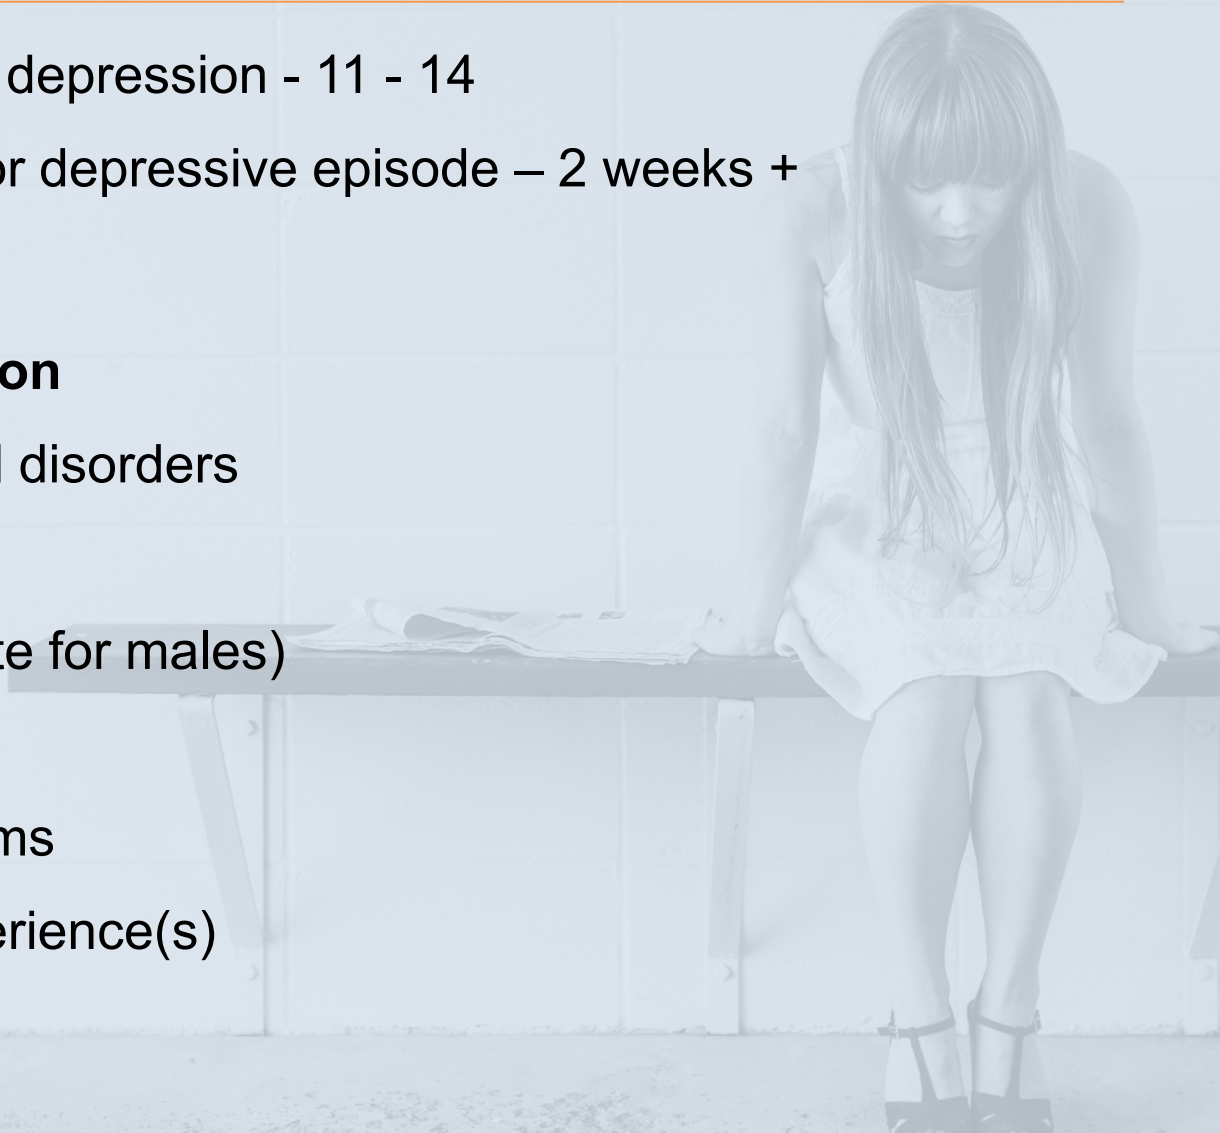 depression - 11 - 14
or depressive episode – 2 weeks +
on
disorders
te for males)
ms
erience(s)